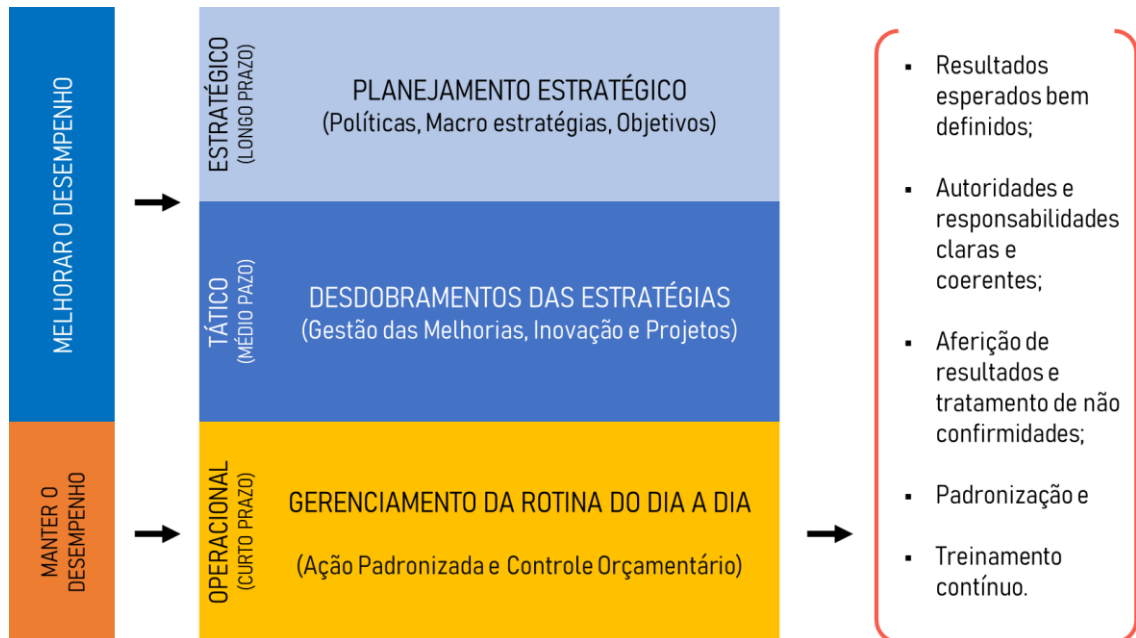 MELHORAR O DESEMPENHO
ESTRATÉGICO
(LONGO PRAZO)
PLANEJAMENTO ESTRATÉGICO
(Políticas, Macro estratégias, Objetivos)
TÁTICO
(MÉDIO PAZO)
DESDOBRAMENTOS DAS ESTRATÉGIAS
(Gestão das Melhorias, Inovação e Projetos)
MANTER O
DESEMPENHO
OPERACIONAL
(CURTO PRAZO)
GERENCIAMENTO DA ROTINA DO DIA A DIA
(Ação Padronizada e Controle Orçamentário)
▪ Resultados
esperados bem
definidos;
▪ Autoridades e
responsabilidades
claras e
coerentes;
▪ Aferição de
resultados e
tratamento de não
confirmidades;
▪ Padronização e
▪ Treinamento
contínuo.